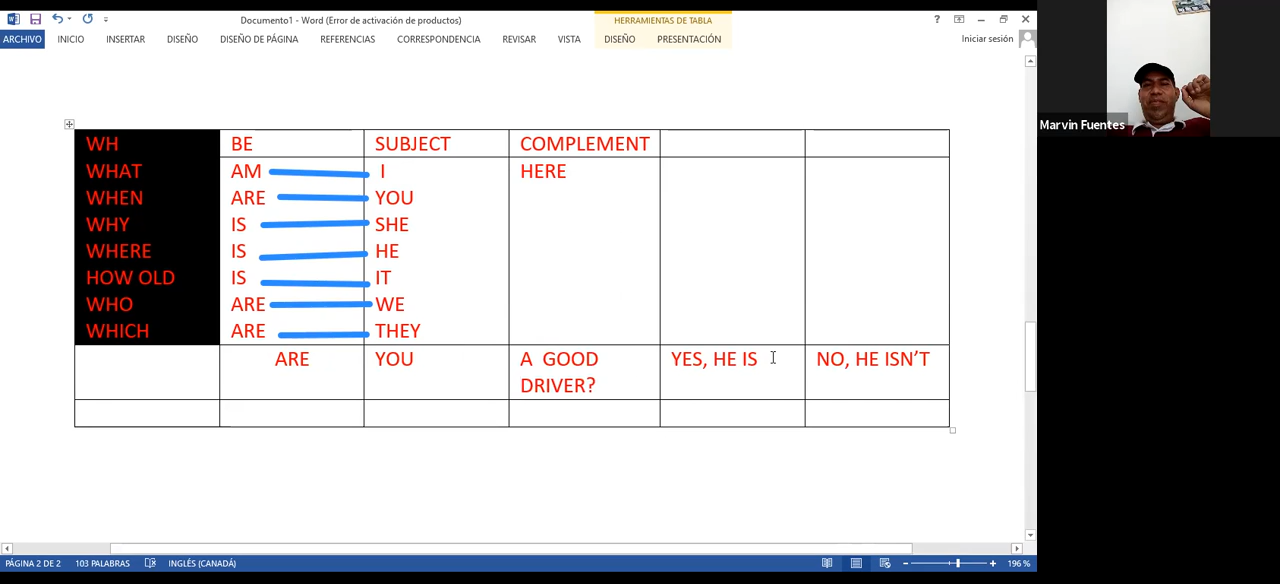 Documento1 - Word (Error de activación de productos)
HERRAMIENTAS DE TABLA
?
ARCHIVO INICIO INSERTAR DISEÑO DISEÑO DE PÁGINA REFERENCIAS CORRESPONDENCIA REVISAR VISTA DISEÑO PRESENTACIÓN Iniciar sesión
Marvin Fuentes
WH BE SUBJECT COMPLEMENT
WHAT AM I HERE
WHEN ARE YOU
WHY IS SHE
WHERE IS HE
HOW OLD IS IT
WHO ARE WE
WHICH ARE THEY
ARE YOU A GOOD YES, HE IS NO, HE ISN’T
DRIVER?
PÁGINA 2 DE 2 103 PALABRAS INGLÉS (CANADÁ) 196 %